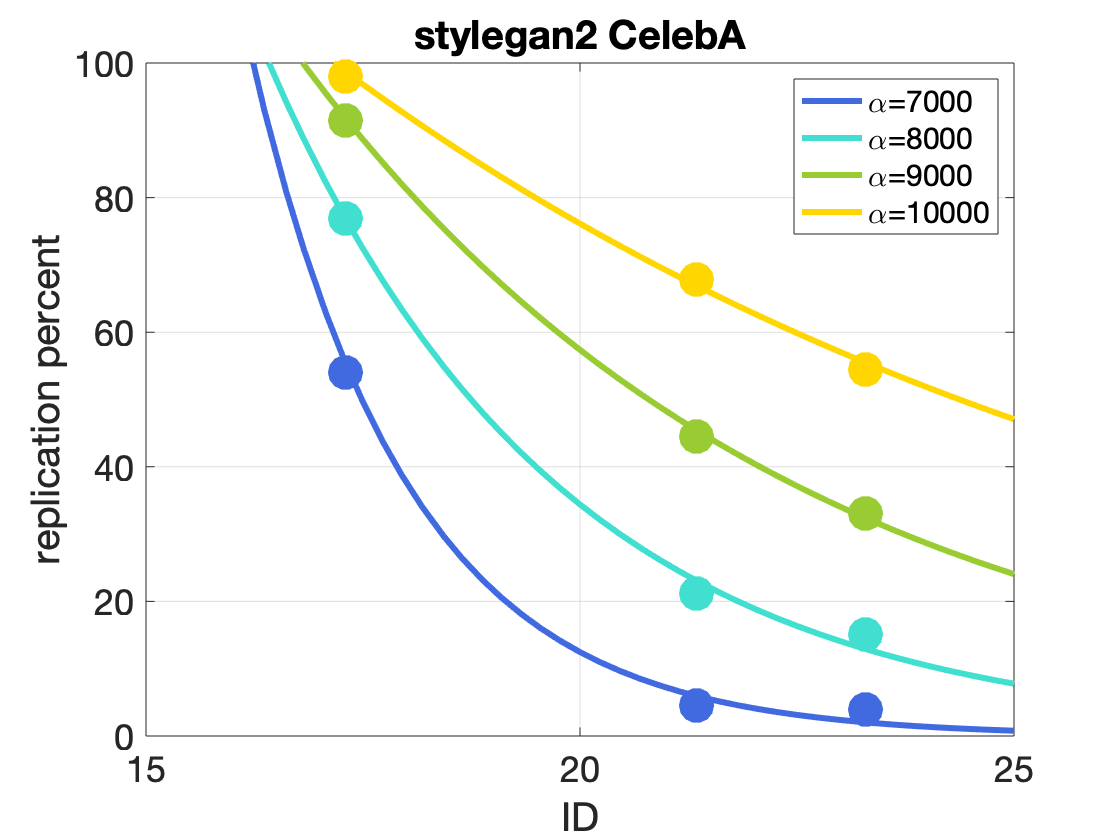 stylegan2 CelebA
100
80
60
40
20
0
replication percent
α=7000
α=8000
α=9000
α=10000
15 20 25
ID